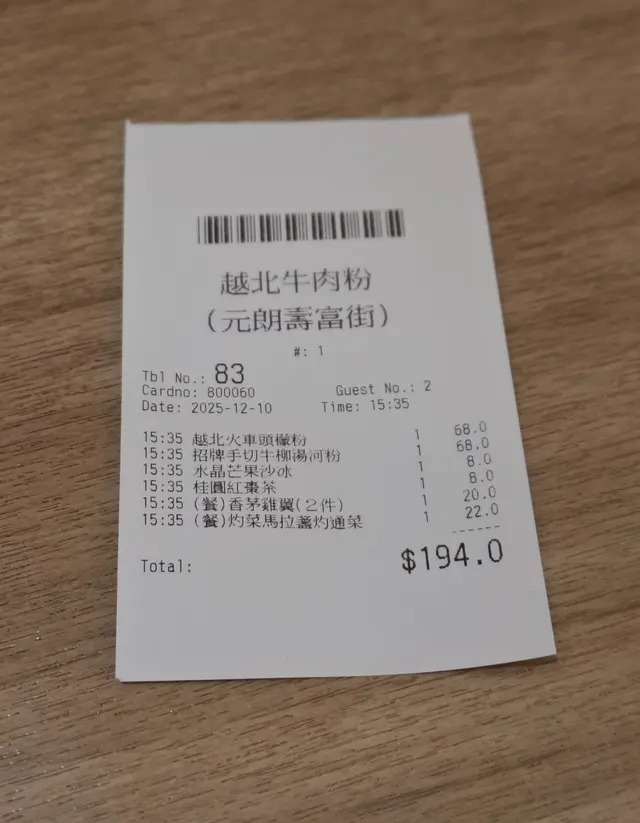 越北牛肉粉
(元朗壽富街)
#: 1
Tbl No.: 83
Cardno: 800060 Guest No.: 2
Date: 2025-12-10 Time: 15:35
15:35 越北火車頭檬粉 1 68.0
15:35 招牌手切牛柳湯河粉 1 68.0
15:35 水晶芒果沙冰 1 8.0
15:35 桂圓紅棗茶 1 8.0
15:35 (餐)香茅雞翼(2件) 1 20.0
15:35 (餐)灼菜馬拉盞灼通菜 1 22.0
------
Total: $194.0